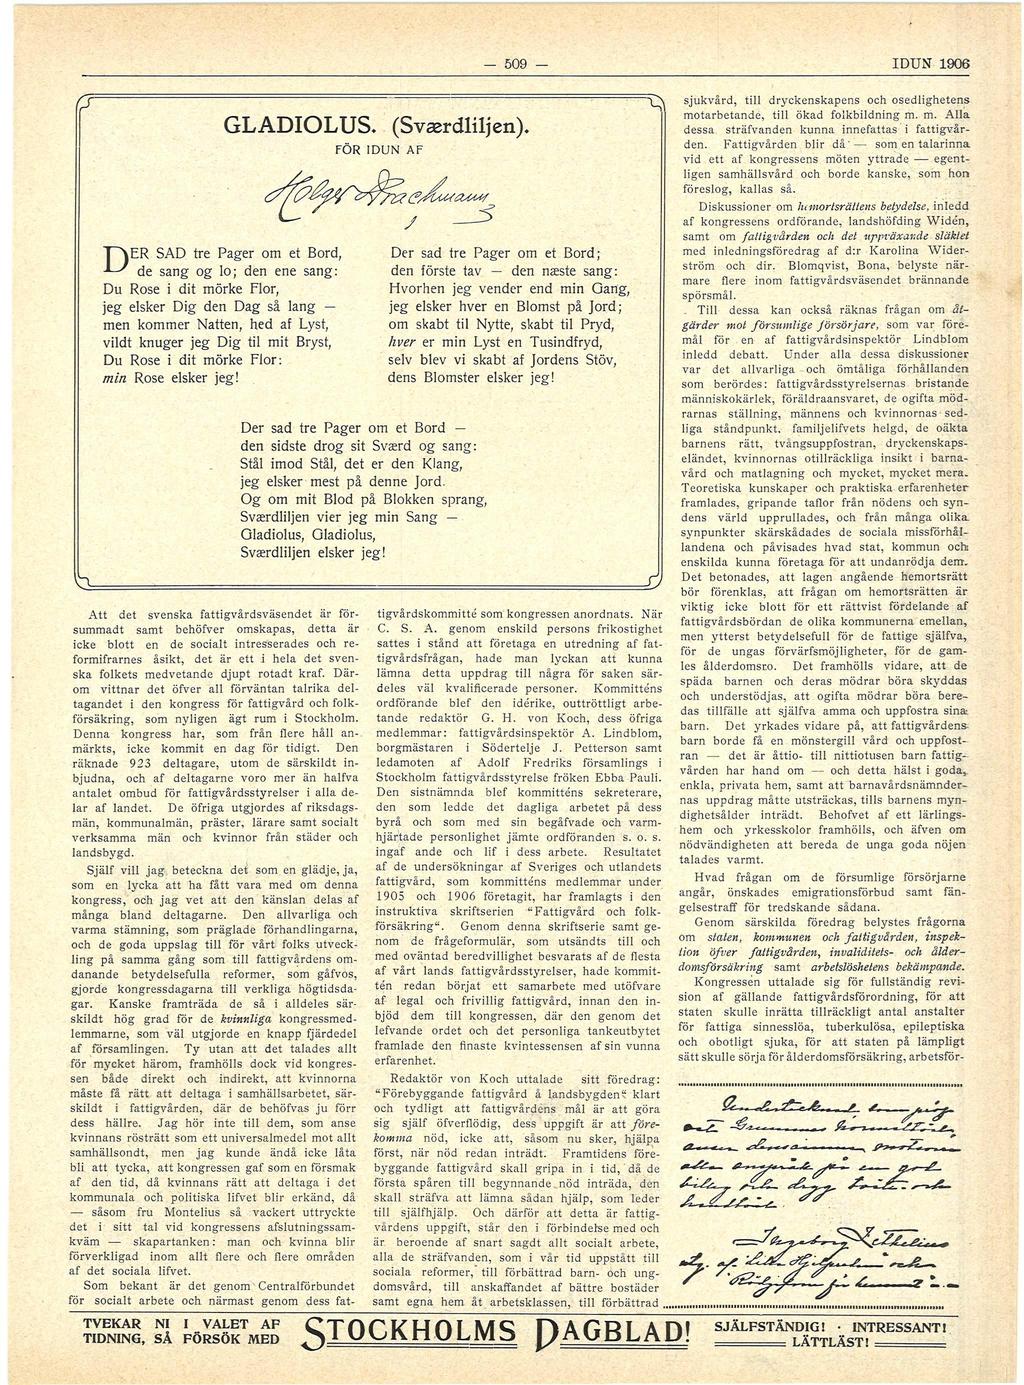 — 509 —
IDUN 1906
GLADIOLUS. (Sværdliljen).
FÖR IDUN AF
Holger Drachmann
DER SAD tre Pager om et Bord,
de sang og lo; den ene sang:
Du Rose i dit mörke Flor,
jeg elsker Dig den Dag så lang —
men kommer Natten, hed af Lyst,
vildt knuger jeg Dig til mit Bryst,
Du Rose i dit mörke Flor:
min Rose elsker jeg!
Der sad tre Pager om et Bord;
den förste tav — den næste sang:
Hvorhen jeg vender end min Gang,
jeg elsker hver en Blomst på Jord;
om skabt til Nytte, skabt til Pryd,
hver er min Lyst en Tusindfryd,
selv blev vi skabt af Jordens Stöv,
dens Blomster elsker jeg!
Der sad tre Pager om et Bord —
den sidste drog sit Sværd og sang:
Stål imod Stål, det er den Klang,
jeg elsker mest på denne Jord.
Og om mit Blod på Blokken sprang,
Sværdliljen vier jeg min Sang —
Gladiolus, Gladiolus,
Sværdliljen elsker jeg!
Att det svenska fattigvårdsväsendet är för-
summadt samt behöfver omskapas, detta är
icke blott en de socialt intresserades och re-
formifrarnes åsikt, det är ett i hela det sven-
ska folkets medvetande djupt rotadt kraf. Där-
om vittnar det öfver all förväntan talrika del-
tagandet i den kongress för fattigvård och folk-
försäkring, som nyligen ägt rum i Stockholm.
Denna kongress har, som från flere håll an-
märkts, icke kommit en dag för tidigt. Den
räknade 923 deltagare, utom de särskildt in-
bjudna, och af deltagarne voro mer än halfva
antalet ombud för fattigvårdsstyrelser i alla de-
lar af landet. De öfriga utgjordes af riksdags-
män, kommunalmän, präster, lärare samt socialt
verksamma män och kvinnor från städer och
landsbygd.
Själf vill jag beteckna det som en glädje, ja,
som en lycka att ha fått vara med om denna
kongress, och jag vet att den känslan delas af
många bland deltagarne. Den allvarliga och
varma stämning, som präglade förhandlingarna,
och de goda uppslag till för vårt folks utveck-
ling på samma gång som till fattigvårdens om-
danande betydelsefulla reformer, som gåfvos,
gjorde kongressdagarna till verkliga högtidsda-
gar. Kanske framträda de så i alldeles sär-
skildt hög grad för de kvinnliga kongressmed-
lemmarne, som väl utgjorde en knapp fjärdedel
af församlingen. Ty utan att det talades allt
för mycket härom, framhölls dock vid kongres-
sen både direkt och indirekt, att kvinnorna
måste få rätt att deltaga i samhällsarbetet, sär-
skildt i fattigvården, där de behöfvas ju förr
dess hällre. Jag hör inte till dem, som anse
kvinnans rösträtt som ett universalmedel mot allt
samhällsondt, men jag kunde ändå icke låta
bli att tycka, att kongressen gaf som en försmak
af den tid, då kvinnans rätt att deltaga i det
kommunala och politiska lifvet blir erkänd, då
— såsom fru Montelius så vackert uttryckte
det i sitt tal vid kongressens afslutningssam-
kväm — skapartanken: man och kvinna blir
förverkligad inom allt flere och flere områden
af det sociala lifvet.
Som bekant är det genom Centralförbundet
för socialt arbete och närmast genom dess fat-
tigvårdskommitté som kongressen anordnats. När
C. S. A. genom enskild persons frikostighet
sattes i stånd att företaga en utredning af fat-
tigvårdsfrågan, hade man lyckan att kunna
lämna detta uppdrag till några för saken sär-
deles väl kvalificerade personer. Kommitténs
ordförande blef den idérike, outtröttligt arbe-
tande redaktör G. H. von Koch, dess öfriga
medlemmar: fattigvårdsinspektör A. Lindblom,
borgmästaren i Södertelje J. Petterson samt
ledamoten af Adolf Fredriks församlings i
Stockholm fattigvårdsstyrelse fröken Ebba Pauli.
Den sistnämnda blef kommitténs sekreterare,
den som ledde det dagliga arbetet på dess
byrå och som med sin begåfvade och varm-
hjärtade personlighet jämte ordföranden s. o. s.
ingaf ande och lif i dess arbete. Resultatet
af de undersökningar af Sveriges och utlandets
fattigvård, som kommitténs medlemmar under
1905 och 1906 företagit, har framlagts i den
instruktiva skriftserien “Fattigvård och folk-
försäkring“. Genom denna skriftserie samt ge-
nom de frågeformulär, som utsändts till och
med oväntad beredvillighet besvarats af de flesta
af vårt lands fattigvårdsstyrelser, hade kommit-
tén redan börjat ett samarbete med utöfvare
af legal och frivillig fattigvård, innan den in-
bjöd dem till kongressen, där den genom det
lefvande ordet och det personliga tankeutbytet
framlade den finaste kvintessensen af sin vunna
erfarenhet.
Redaktör von Koch uttalade sitt föredrag:
“Förebyggande fattigvård å landsbygden“ klart
och tydligt att fattigvårdens mål är att göra
sig själf öfverflödig, dess uppgift är att före-
komma nöd, icke att, såsom nu sker, hjälpa
först, när nöd redan inträdt. Framtidens före-
byggande fattigvård skall gripa in i tid, då de
första spåren till begynnande nöd inträda, den
skall sträfva att lämna sådan hjälp, som leder
till själfhjälp. Och därför att detta är fattig-
vårdens uppgift, står den i förbindelse med och
är beroende af snart sagdt allt socialt arbete,
alla de sträfvanden, som i vår tid uppstått till
sociala reformer, till förbättrad barn- och ung-
domsvård, till anskaffandet af bättre bostäder
samt egna hem åt arbetsklassen, till förbättrad
sjukvård, till dryckenskapens och osedlighetens
motarbetande, till ökad folkbildning m. m. Alla
dessa sträfvanden kunna innefattas i fattigvår-
den. Fattigvården blir då — som en talarinna
vid ett af kongressens möten yttrade — egent-
ligen samhällsvård och borde kanske, som hon
föreslog, kallas så.
Diskussioner om hemortsrättens betydelse, inledd
af kongressens ordförande, landshöfding Widén,
samt om fattigvården och det uppväxande släktet
med inledningsföredrag af d:r Karolina Wider-
ström och dir. Blomqvist, Bona, belyste när-
mare flere inom fattigvårdsväsendet brännande
spörsmål.
Till dessa kan också räknas frågan om åt-
gärder mot försumlige försörjare, som var före-
mål för en af fattigvårdsinspektör Lindblom
inledd debatt. Under alla dessa diskussioner
var det allvarliga och ömtåliga förhållanden
som berördes: fattigvårdsstyrelsernas bristande
människokärlek, föräldraansvaret, de ogifta möd-
rarnas ställning, männens och kvinnornas sed-
liga ståndpunkt, familjelifvets helgd, de oäkta
barnens rätt, tvångsuppfostran, dryckenskaps-
eländet, kvinnornas otillräckliga insikt i barna-
vård och matlagning och mycket, mycket mera.
Teoretiska kunskaper och praktiska erfarenheter
framlades, gripande taflor från nödens och syn-
dens värld upprullades, och från många olika
synpunkter skärskådades de sociala missförhål-
landena och påvisades hvad stat, kommun och
enskilda kunna företaga för att undanrödja dem.
Det betonades, att lagen angående hemortsrätt
bör förenklas, att frågan om hemortsrätten är
viktig icke blott för ett rättvist fördelande af
fattigvårdsbördan de olika kommunerna emellan,
men ytterst betydelsefull för de fattige själfva,
för de ungas förvärfsmöjligheter, för de gam-
les ålderdomsro. Det framhölls vidare, att de
späda barnen och deras mödrar böra skyddas
och understödjas, att ogifta mödrar böra bere-
das tillfälle att själfva amma och uppfostra sina
barn. Det yrkades vidare på, att fattigvårdens
barn borde få en mönstergill vård och uppfost-
ran — det är åttio- till nittiotusen barn fattig-
vården har hand om — och detta hälst i goda,
enkla, privata hem, samt att barnavårdsnämnder-
nas uppdrag måtte utsträckas, tills barnens myn-
dighetsålder inträdt. Behofvet af ett lärlings-
hem och yrkesskolor framhölls, och äfven om
nödvändigheten att bereda de unga goda nöjen
talades varmt.
Hvad frågan om de försumlige försörjarne
angår, önskades emigrationsförbud samt fän-
gelsestraff för tredskande sådana.
Genom särskilda föredrag belystes frågorna
om staten, kommunen och fattigvården, inspek-
tion öfver fattigvården, invaliditets- och ålder-
domsförsäkring samt arbetslöshetens bekämpande.
Kongressen uttalade sig för fullständig revi-
sion af gällande fattigvårdsförordning, för att
staten skulle inrätta tillräckligt antal anstalter
för fattiga sinnesslöa, tuberkulösa, epileptiska
och obotligt sjuka, för att staten på lämpligt
sätt skulle sörja för ålderdomsförsäkring, arbetsför-
Undertecknad, som
anser densamma motsvara
alla anspråk på en god
billig och dryg
Ingeborg Zethelius
TVEKAR NI I VALET AF
TIDNING, SÅ FÖRSÖK MED
STOCKHOLMS DAGBLAD!
SJÄLFSTÄNDIG! · INTRESSANT!
LÄTTLÄST!